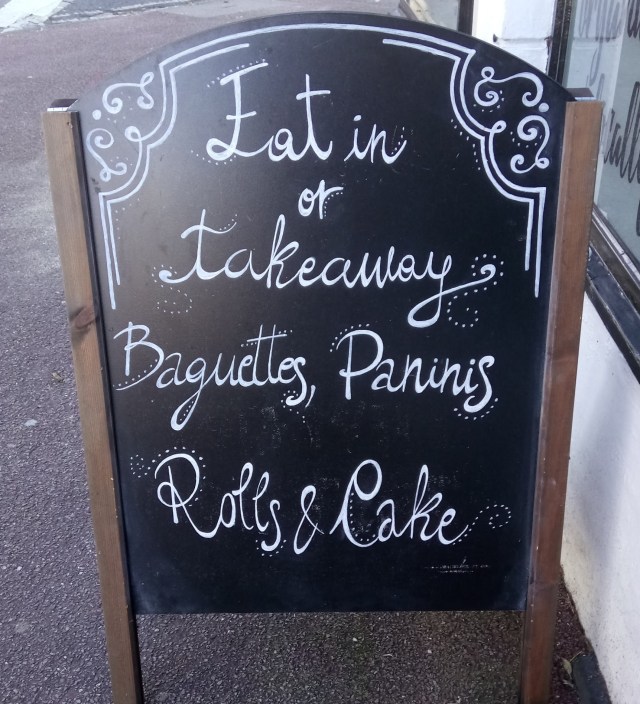 Eat in
or
takeaway
Baguettes, Paninis
Rolls & Cake